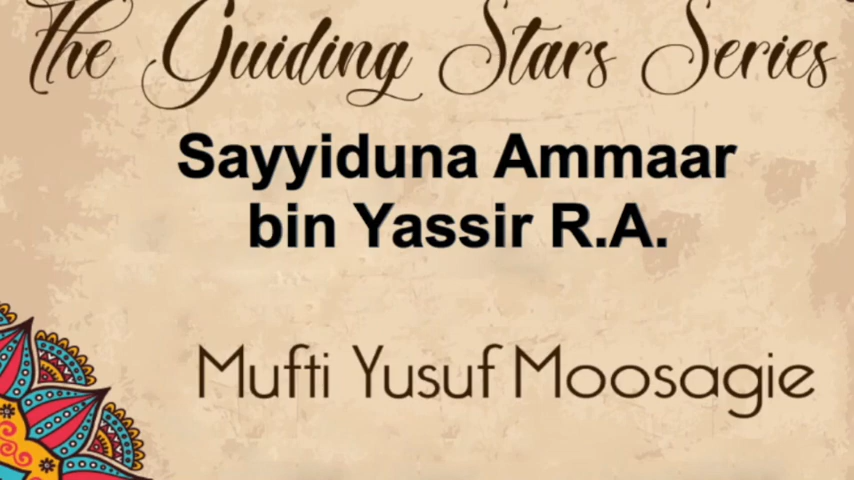 The Guiding Stars Series
Sayyiduna Ammaar
bin Yassir R.A.
Mufti Yusuf Moosagie